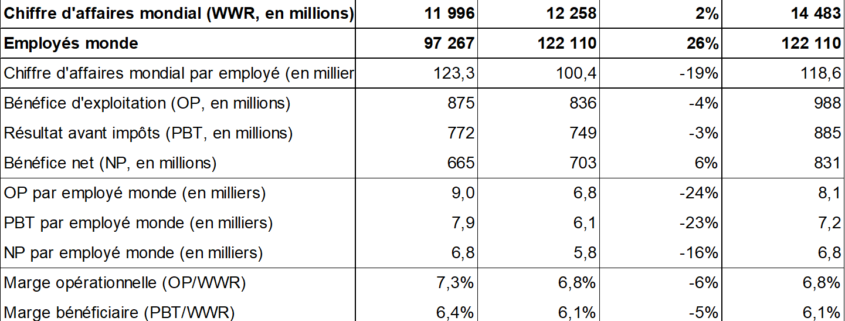 Chiffre d'affaires mondial (WWR, en millions) 11 996 12 258 2% 14 483
Employés monde 97 267 122 110 26% 122 110
Chiffre d'affaires mondial par employé (en millier 123,3 100,4 -19% 118,6
Bénéfice d'exploitation (OP, en millions) 875 836 -4% 988
Résultat avant impôts (PBT, en millions) 772 749 -3% 885
Bénéfice net (NP, en millions) 665 703 6% 831
OP par employé monde (en milliers) 9,0 6,8 -24% 8,1
PBT par employé monde (en milliers) 7,9 6,1 -23% 7,2
NP par employé monde (en milliers) 6,8 5,8 -16% 6,8
Marge opérationnelle (OP/WWR) 7,3% 6,8% -6% 6,8%
Marge bénéficiaire (PBT/WWR) 6,4% 6,1% -5% 6,1%